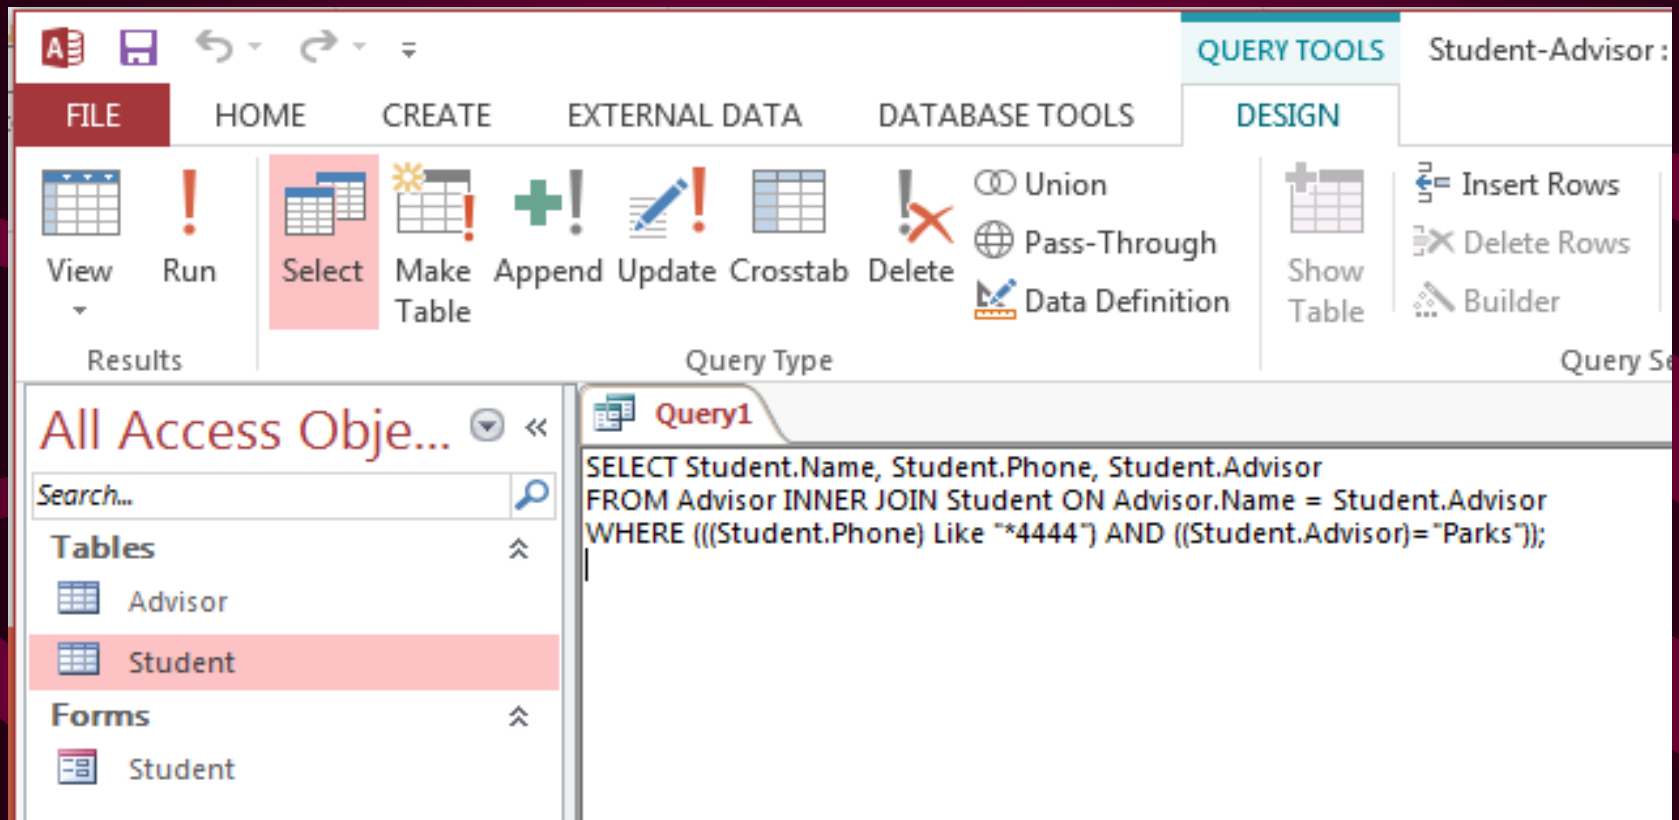 QUERY TOOLS Student-Advisor :
FILE HOME CREATE EXTERNAL DATA DATABASE TOOLS DESIGN
View Run Select Make Table Append Update Crosstab Delete
Union
Pass-Through
Data Definition
Show Table
Insert Rows
Delete Rows
Builder
Results Query Type Query Se
All Access Obje... «
Search...
Tables
Advisor
Student
Forms
Student
Query1
SELECT Student.Name, Student.Phone, Student.Advisor
FROM Advisor INNER JOIN Student ON Advisor.Name = Student.Advisor
WHERE (((Student.Phone) Like "*4444") AND ((Student.Advisor)="Parks"));